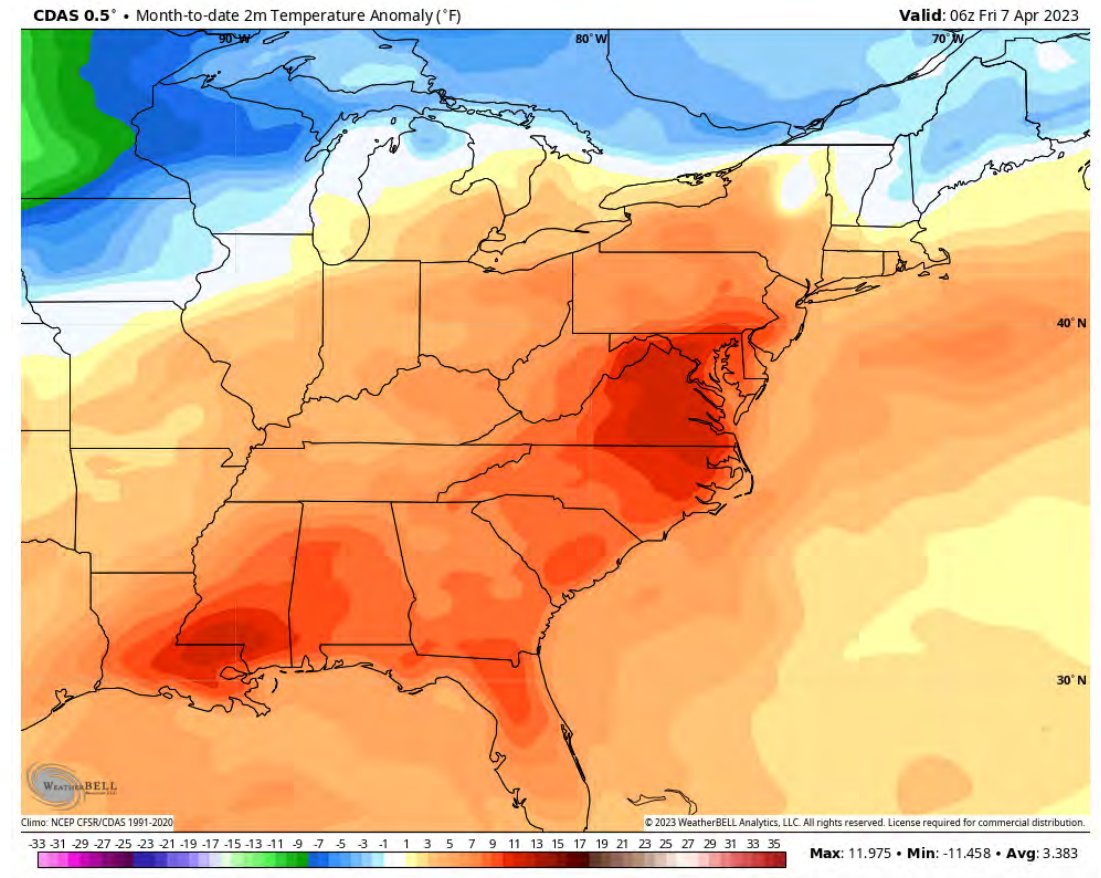 CDAS 0.5° • Month-to-date 2m Temperature Anomaly (°F)
Valid: 06z Fri 7 Apr 2023
90°W
80°W
70°W
40°N
30°N
WEATHERBELL
Climo: NCEP CFSR/CDAS 1991-2020
© 2023 WeatherBELL Analytics, LLC. All rights reserved. License required for commercial distribution.
-33 -31 -29 -27 -25 -23 -21 -19 -17 -15 -13 -11 -9 -7 -5 -3 -1 1 3 5 7 9 11 13 15 17 19 21 23 25 27 29 31 33 35
Max: 11.975 • Min: -11.458 • Avg: 3.383